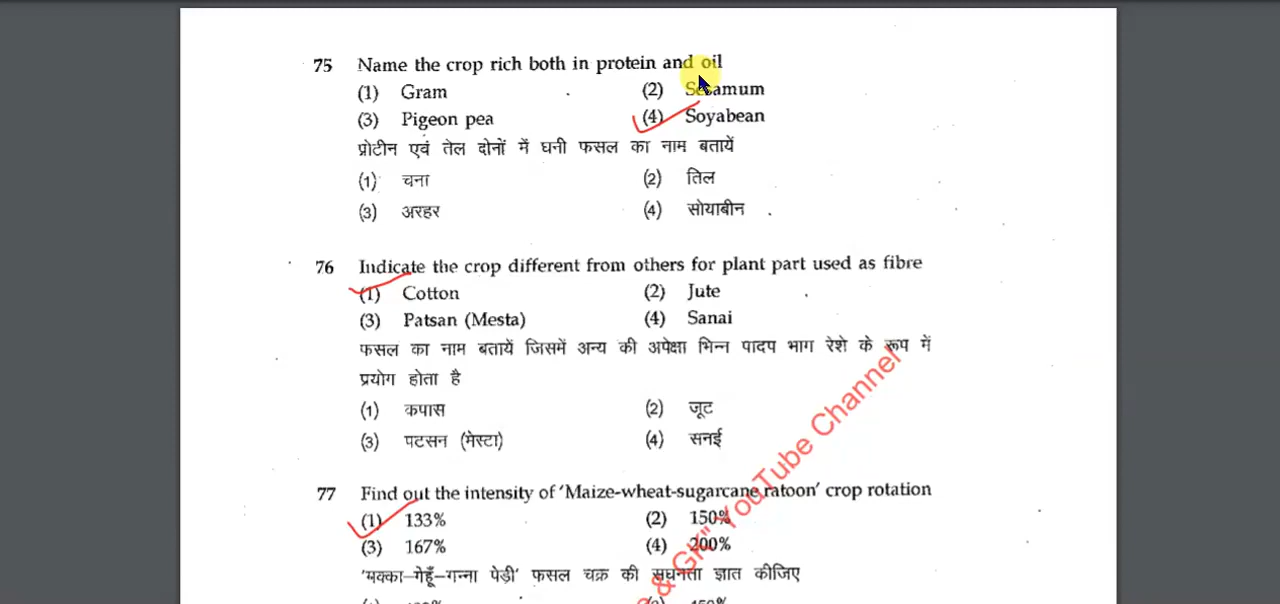 75 Name the crop rich both in protein and oil
(1) Gram (2) Sesamum
(3) Pigeon pea (4) Soyabean
प्रोटीन एवं तेल दोनों में घनी फसल का नाम बतायें
(1) चना (2) तिल
(3) अरहर (4) सोयाबीन
76 Indicate the crop different from others for plant part used as fibre
(1) Cotton (2) Jute
(3) Patsan (Mesta) (4) Sanai
फसल का नाम बतायें जिसमें अन्य की अपेक्षा भिन्न पादप भाग रेशे के रूप में
प्रयोग होता है
(1) कपास (2) जूट
(3) पटसन (मेस्टा) (4) सनई
77 Find out the intensity of 'Maize-wheat-sugarcane ratoon' crop rotation
(1) 133% (2) 150%
(3) 167% (4) 200%
'मक्का-गेहूँ-गन्ना पेड़ी' फसल चक्र की सघनता ज्ञात कीजिए
& GK" YouTube Channel